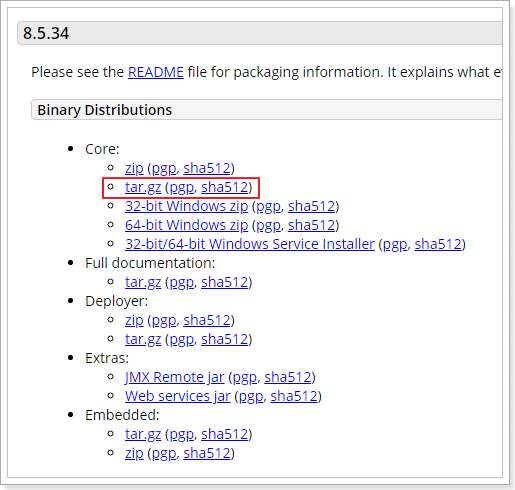 8.5.34
Please see the README file for packaging information. It explains what
Binary Distributions
Core:
zip (pgp, sha512)
tar.gz (pgp, sha512)
32-bit Windows zip (pgp, sha512)
64-bit Windows zip (pgp, sha512)
32-bit/64-bit Windows Service Installer (pgp, sha512)
Full documentation:
tar.gz (pgp, sha512)
Deployer:
zip (pgp, sha512)
tar.gz (pgp, sha512)
Extras:
JMX Remote jar (pgp, sha512)
Web services jar (pgp, sha512)
Embedded:
tar.gz (pgp, sha512)
zip (pgp, sha512)